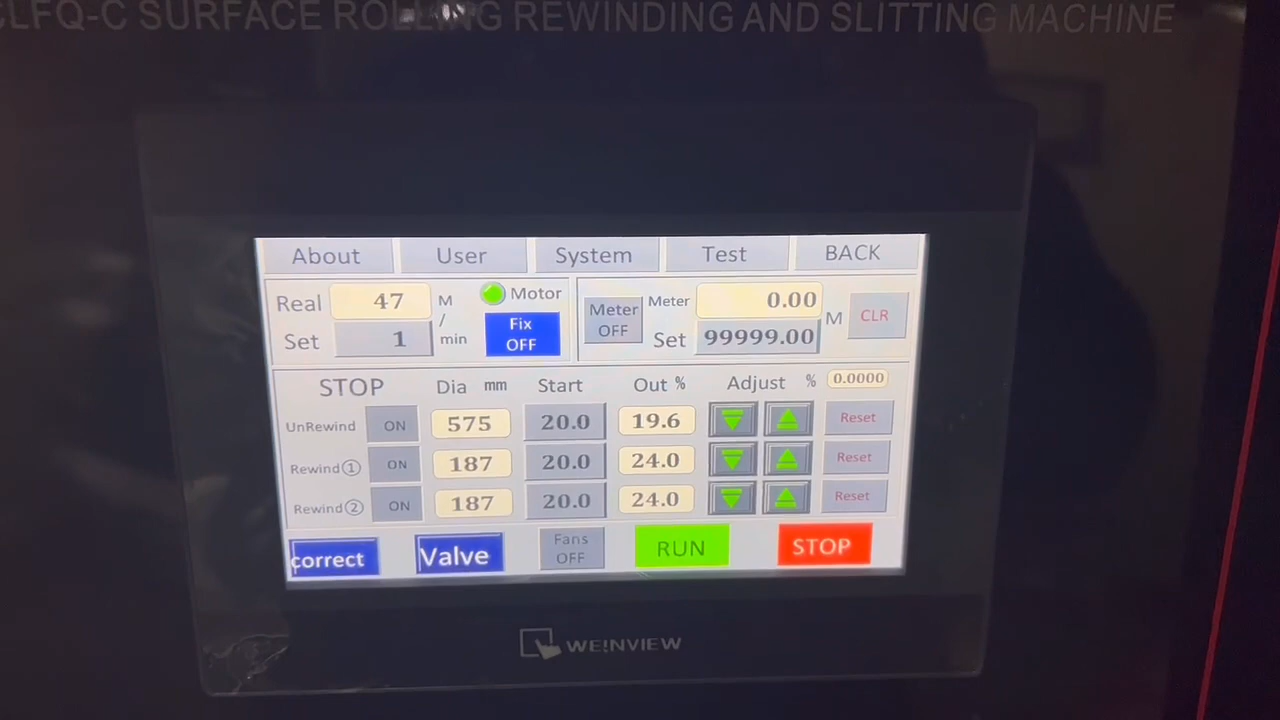 LFQ-C SURFACE ROLLING REWINDING AND SLITTING MACHINE
About User System Test BACK
Real 47 M / min Motor Meter OFF Meter 0.00 M CLR
Set 1 Fix OFF Set 99999.00
STOP Dia mm Start Out % Adjust % 0.0000
UnRewind ON 575 20.0 19.6 Reset
Rewind① ON 187 20.0 24.0 Reset
Rewind② ON 187 20.0 24.0 Reset
correct Valve Fans OFF RUN STOP
WE!NVIEW